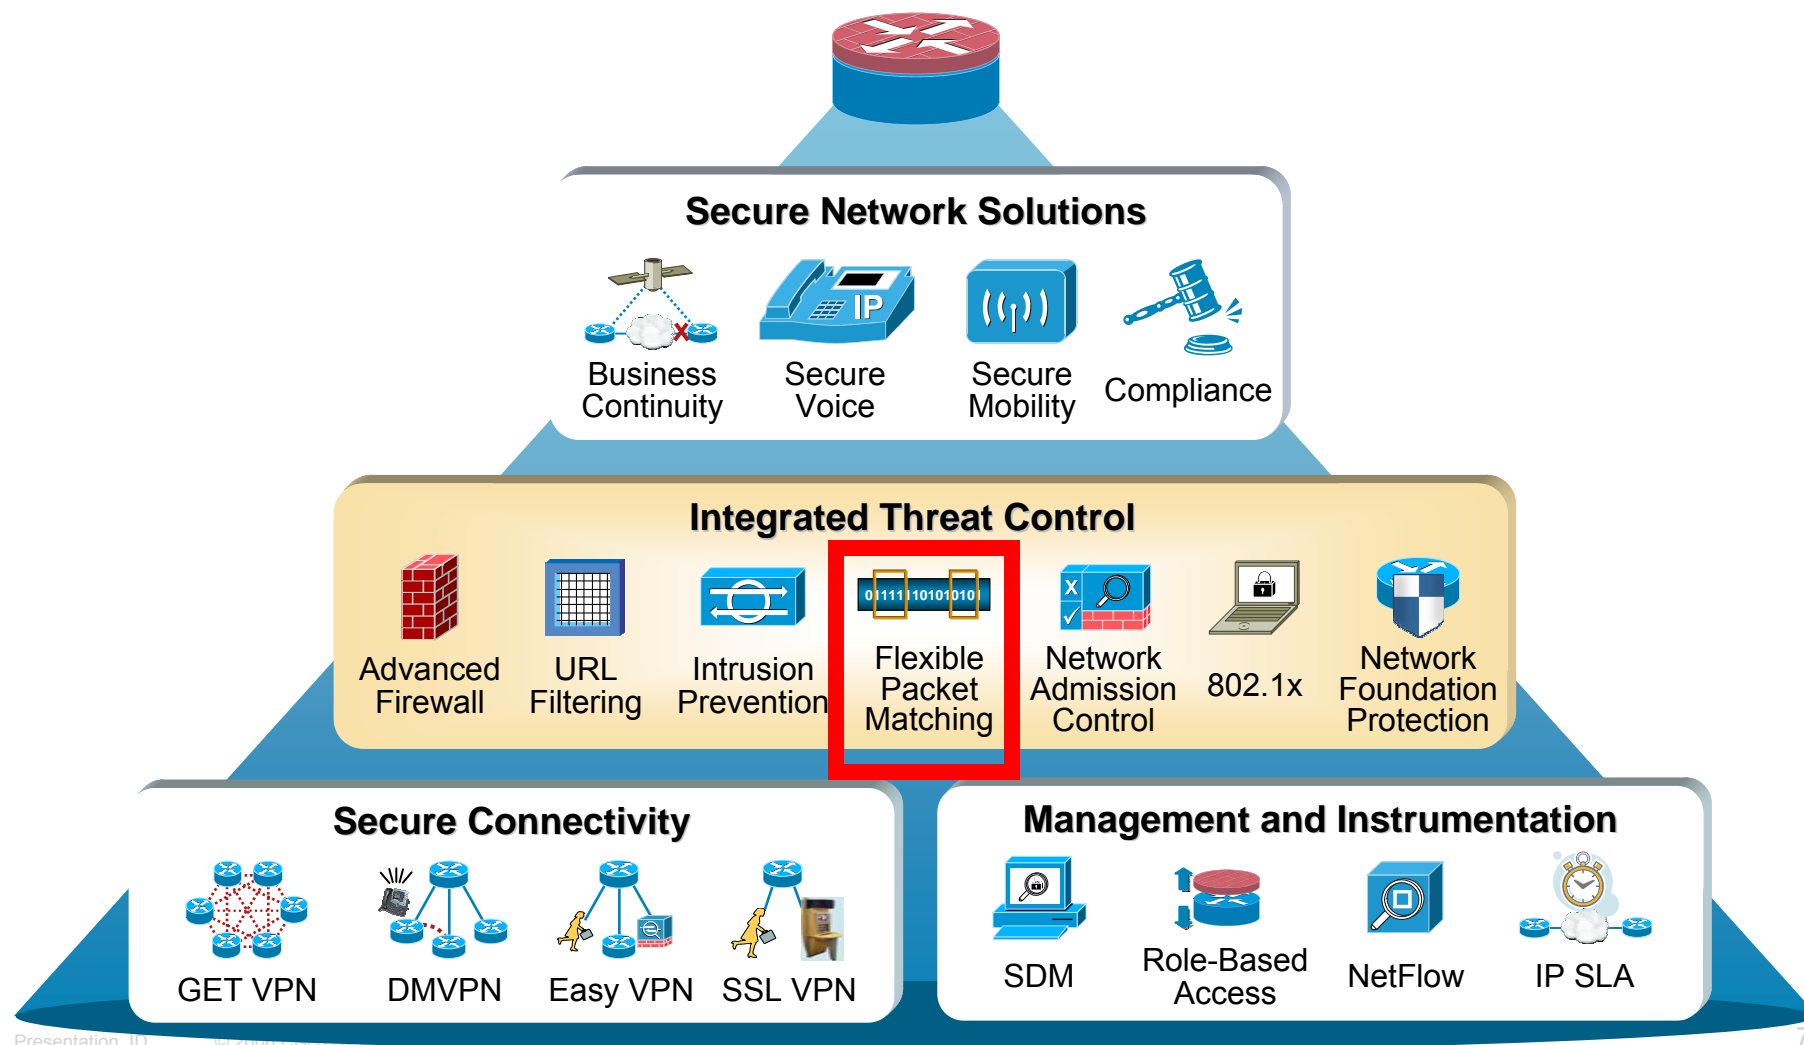 Secure Network Solutions
IP
Business
Continuity
Secure
Voice
Secure
Mobility
Compliance
Integrated Threat Control
011111101010101
X
Advanced
Firewall
URL
Filtering
Intrusion
Prevention
Flexible
Packet
Matching
Network
Admission
Control
802.1x
Network
Foundation
Protection
Secure Connectivity
GET VPN
DMVPN
Easy VPN
SSL VPN
Management and Instrumentation
SDM
Role-Based
Access
NetFlow
IP SLA
Presentation_ID